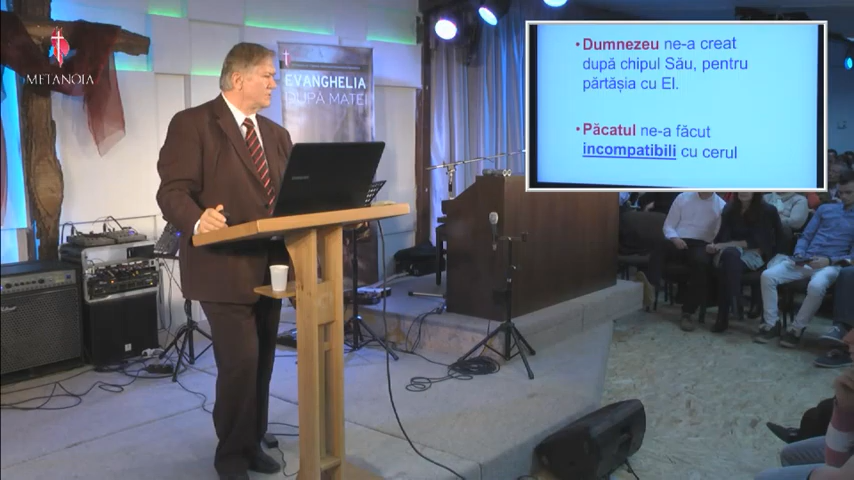 METANOIA
EVANGHELIA
DUPĂ MATEI
SAMSUNG
• Dumnezeu ne-a creat
după chipul Său, pentru
părtășia cu El.
• Păcatul ne-a făcut
incompatibili cu cerul